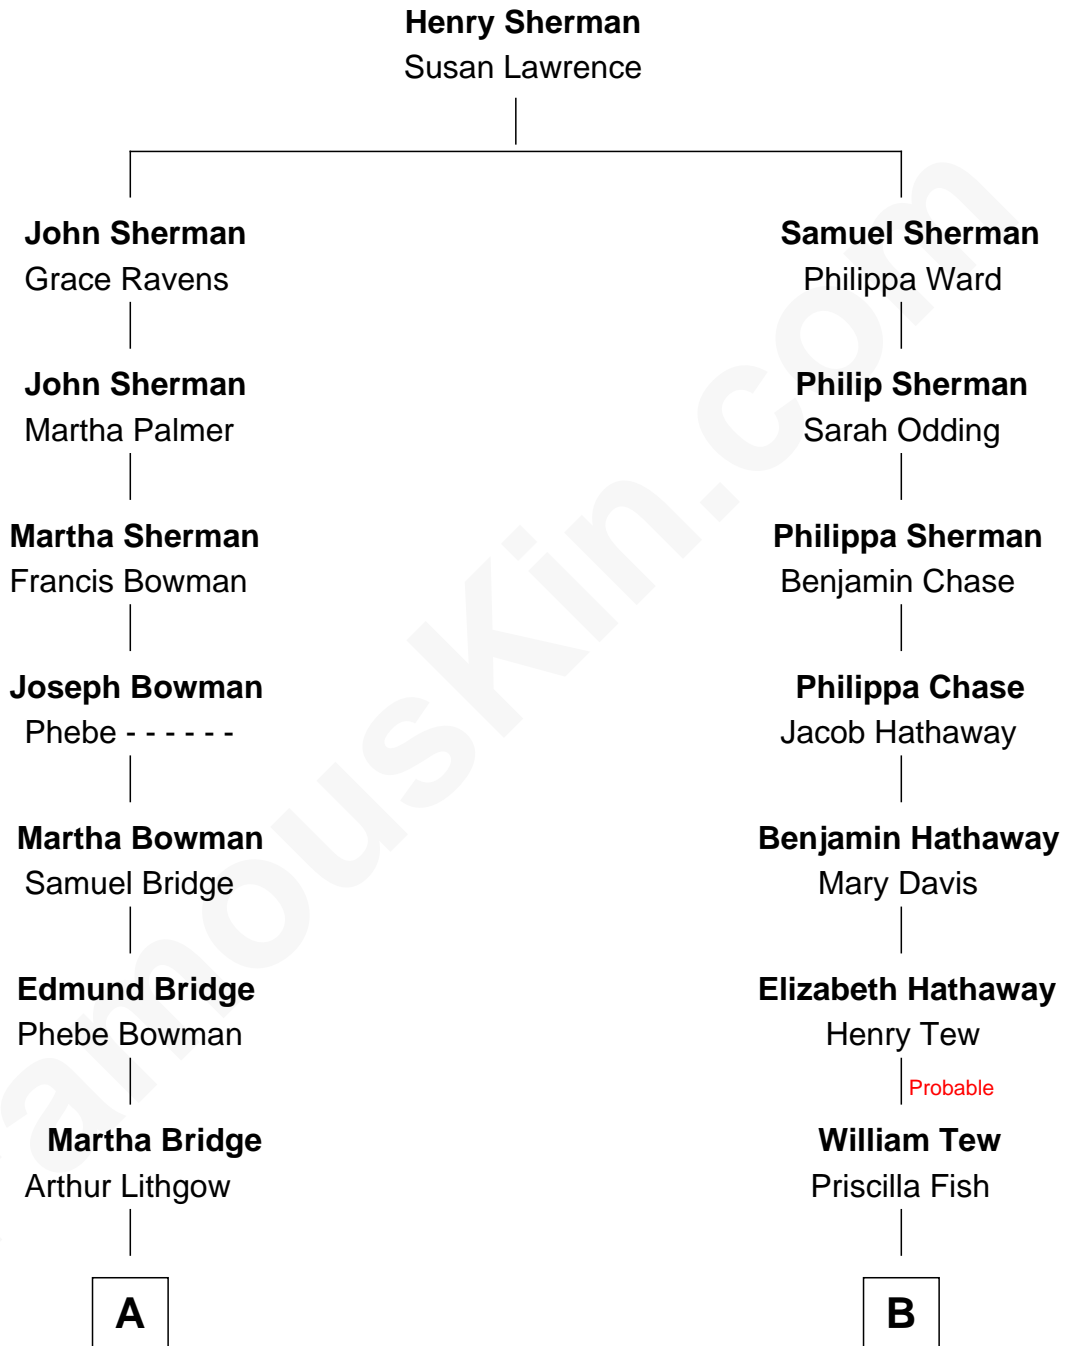 Henry Sherman
Susan Lawrence
John Sherman
Grace Ravens
Samuel Sherman
Philippa Ward
John Sherman
Martha Palmer
Philip Sherman
Sarah Odding
Martha Sherman
Francis Bowman
Philippa Sherman
Benjamin Chase
Joseph Bowman
Phebe - - - - - -
Philippa Chase
Jacob Hathaway
Martha Bowman
Samuel Bridge
Benjamin Hathaway
Mary Davis
Edmund Bridge
Phebe Bowman
Elizabeth Hathaway
Henry Tew
Probable
Martha Bridge
Arthur Lithgow
William Tew
Priscilla Fish
A
B
amousKin.com